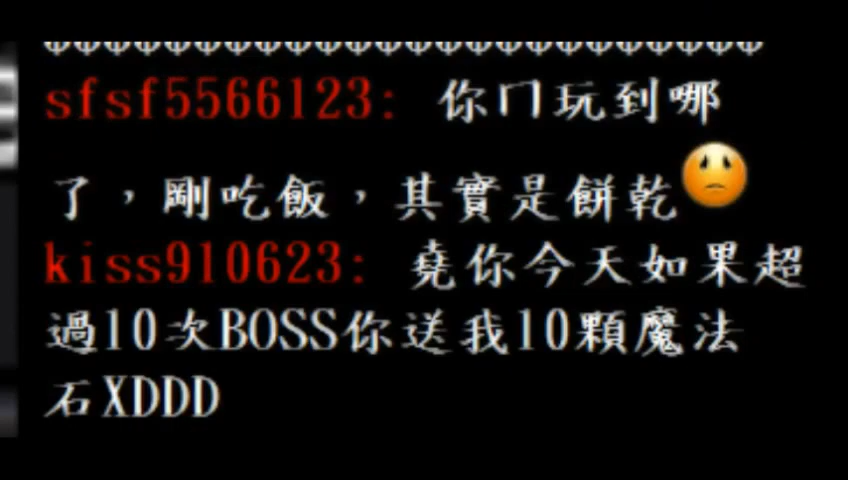 sfsf5566123: 你ㄇ玩到哪
了，剛吃飯，其實是餅乾
kiss910623: 堯你今天如果超
過10次BOSS你送我10顆魔法
石XDDD